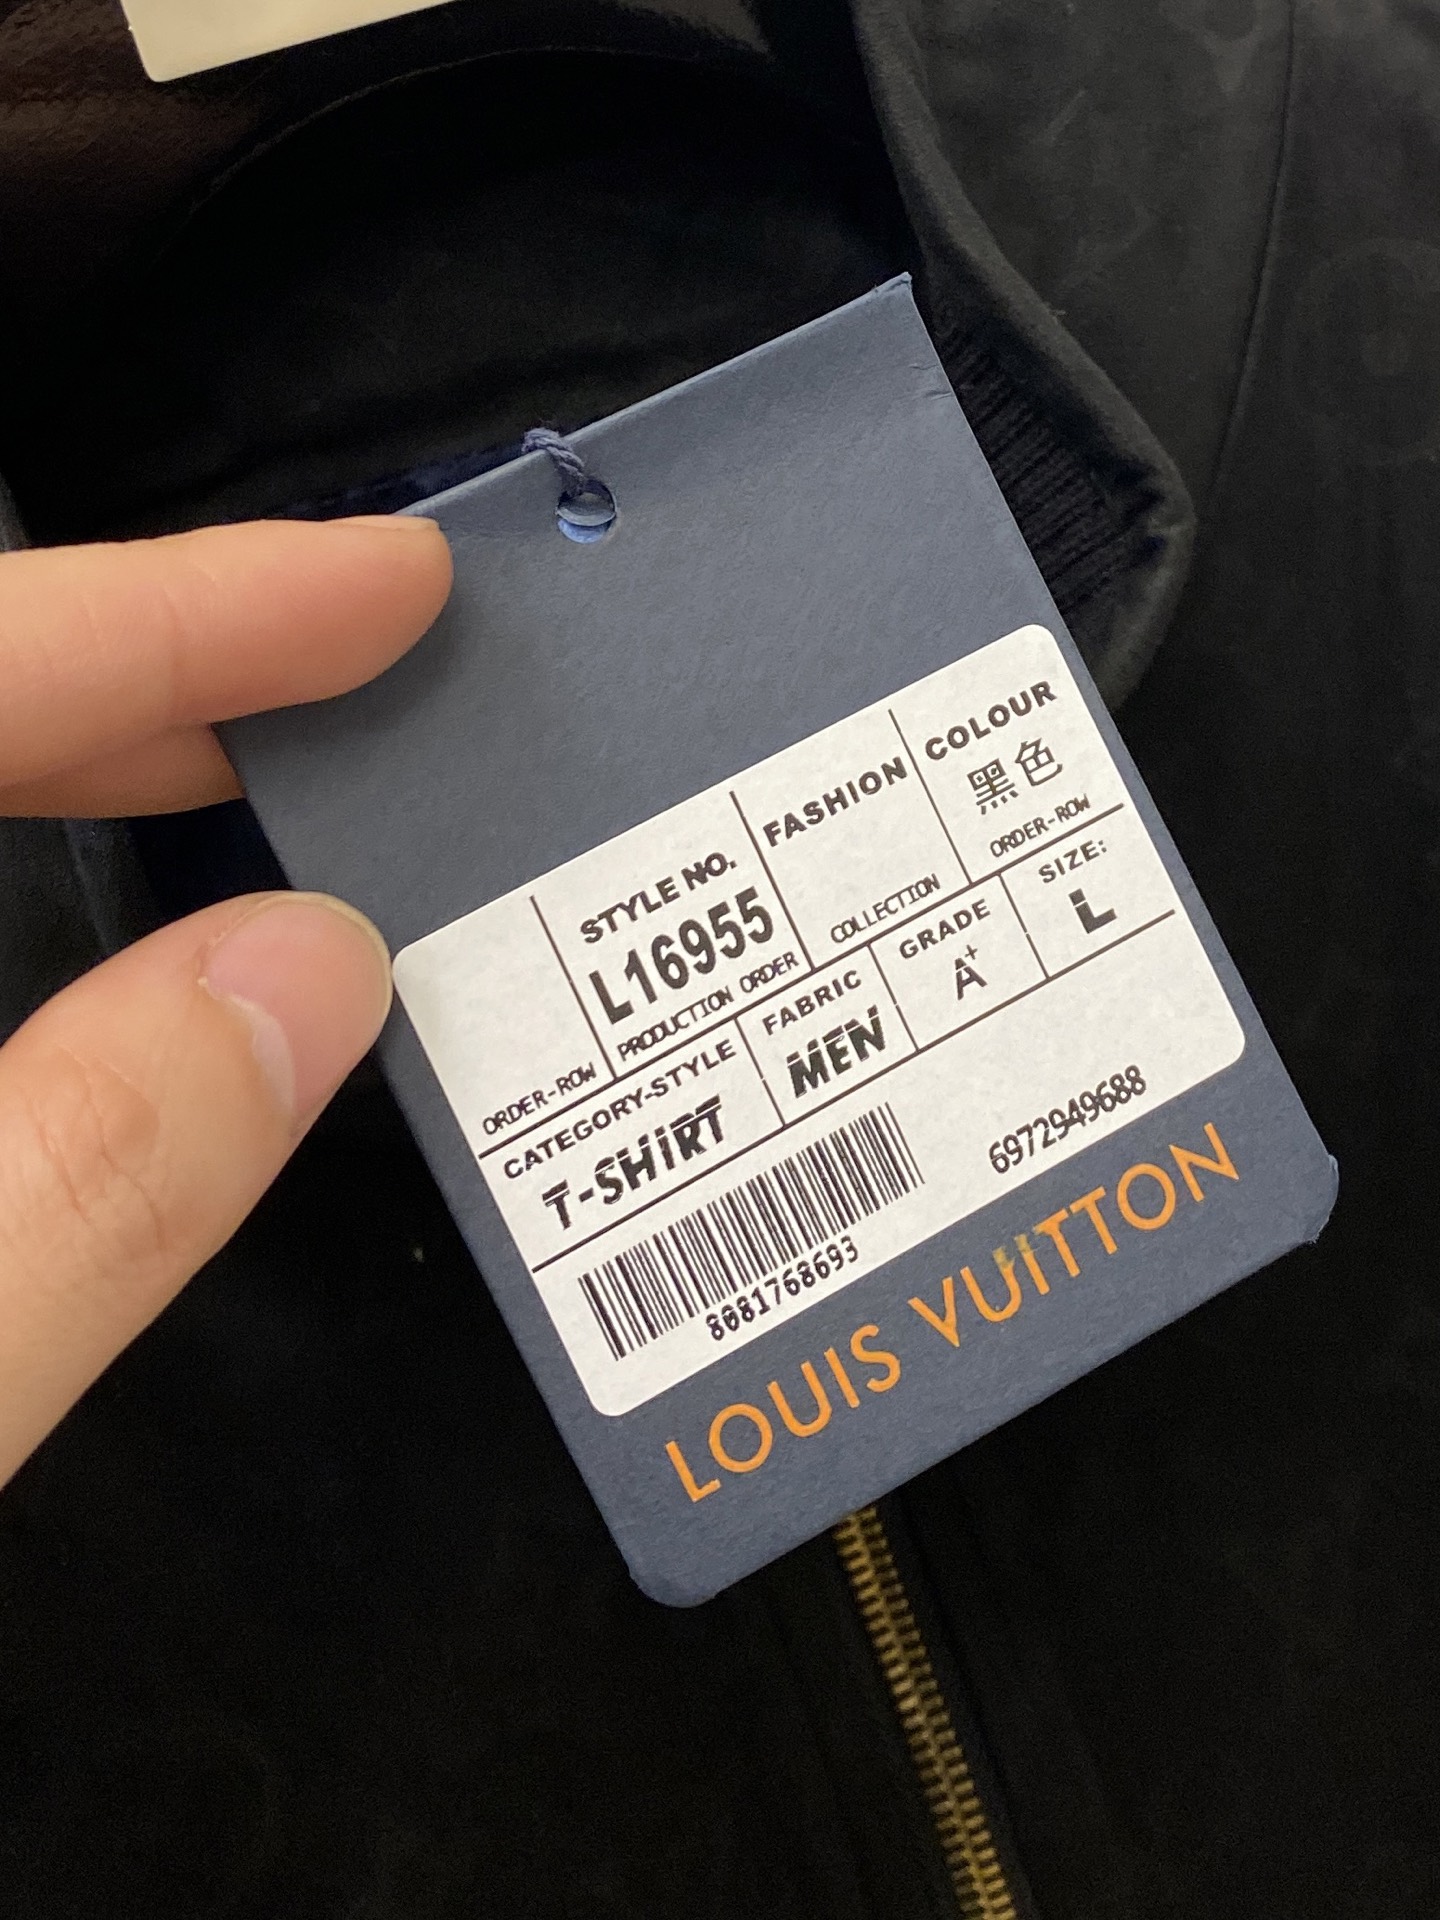 STYLE NO.
L16955
PRODUCTION ORDER
ORDER-ROW
FASHION
COLLECTION
COLOUR
黑色
ORDER-ROW
CATEGORY-STYLE
T-SHIRT
FABRIC
MEN
GRADE
A+
SIZE:
L
8081768693
6972949688
LOUIS VUITTON